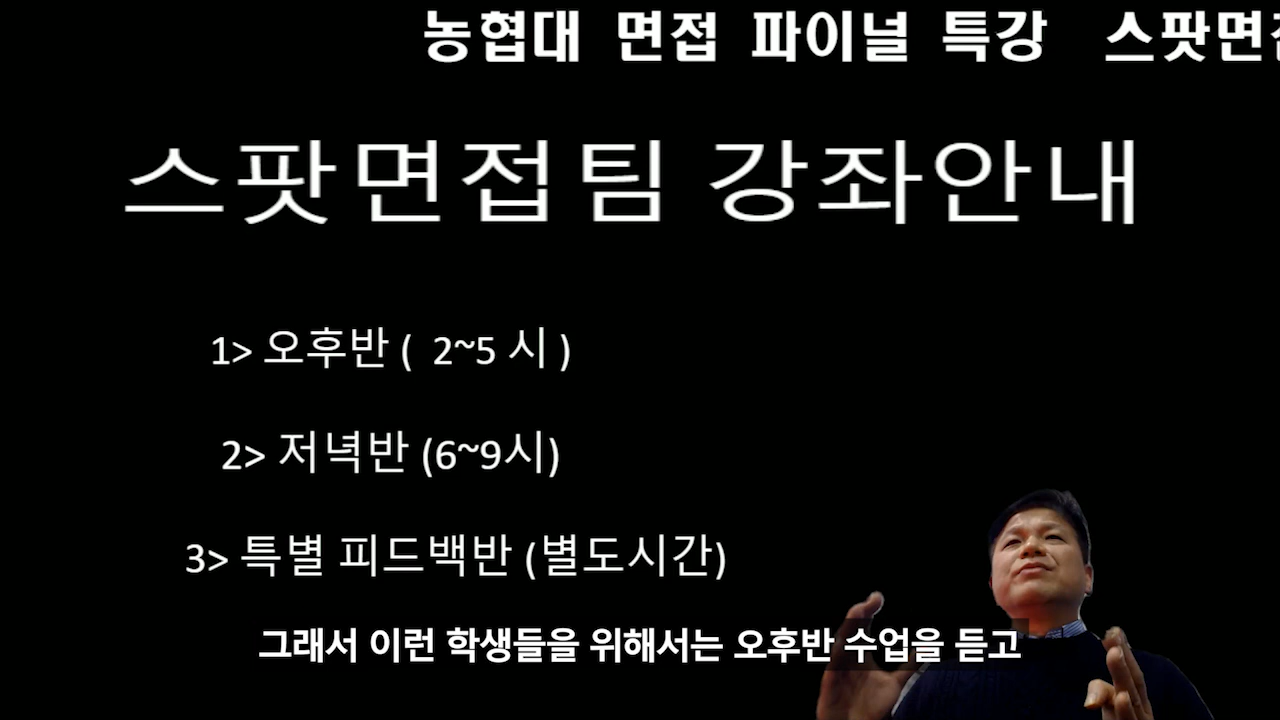 농협대 면접 파이널 특강 스팟면접
스팟면접팀 강좌안내
1> 오후반 ( 2~5 시 )
2> 저녁반 (6~9시)
3> 특별 피드백반 (별도시간)
그래서 이런 학생들을 위해서는 오후반 수업을 듣고